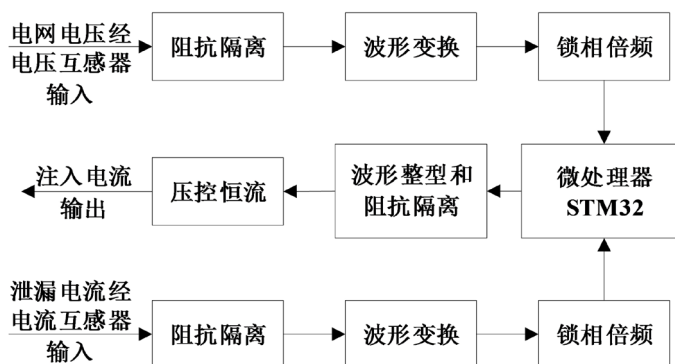 电网电压经
电压互感器
输入
阻抗隔离
波形变换
锁相倍频
注入电流
输出
压控恒流
波形整型和
阻抗隔离
微处理器
STM32
泄漏电流经
电流互感器
输入
阻抗隔离
波形变换
锁相倍频